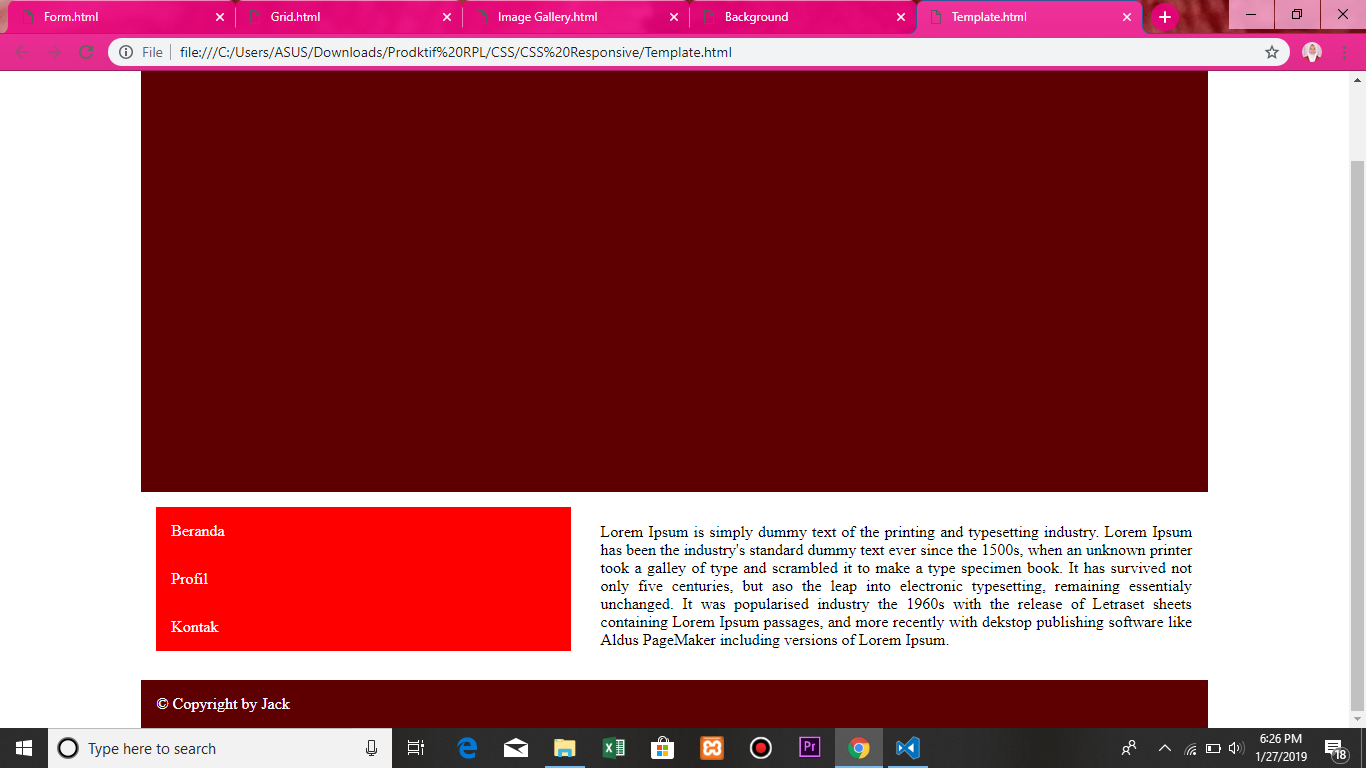 Form.html
Grid.html
Image Gallery.html
Background
Template.html
File file:///C:/Users/ASUS/Downloads/Prodktif%20RPL/CSS/CSS%20Responsive/Template.html
Beranda
Profil
Kontak
Lorem Ipsum is simply dummy text of the printing and typesetting industry. Lorem Ipsum
has been the industry's standard dummy text ever since the 1500s, when an unknown printer
took a galley of type and scrambled it to make a type specimen book. It has survived not
only five centuries, but aso the leap into electronic typesetting, remaining essentialy
unchanged. It was popularised industry the 1960s with the release of Letraset sheets
containing Lorem Ipsum passages, and more recently with dekstop publishing software like
Aldus PageMaker including versions of Lorem Ipsum.
© Copyright by Jack
Type here to search
Pr
6:26 PM
1/27/2019
18